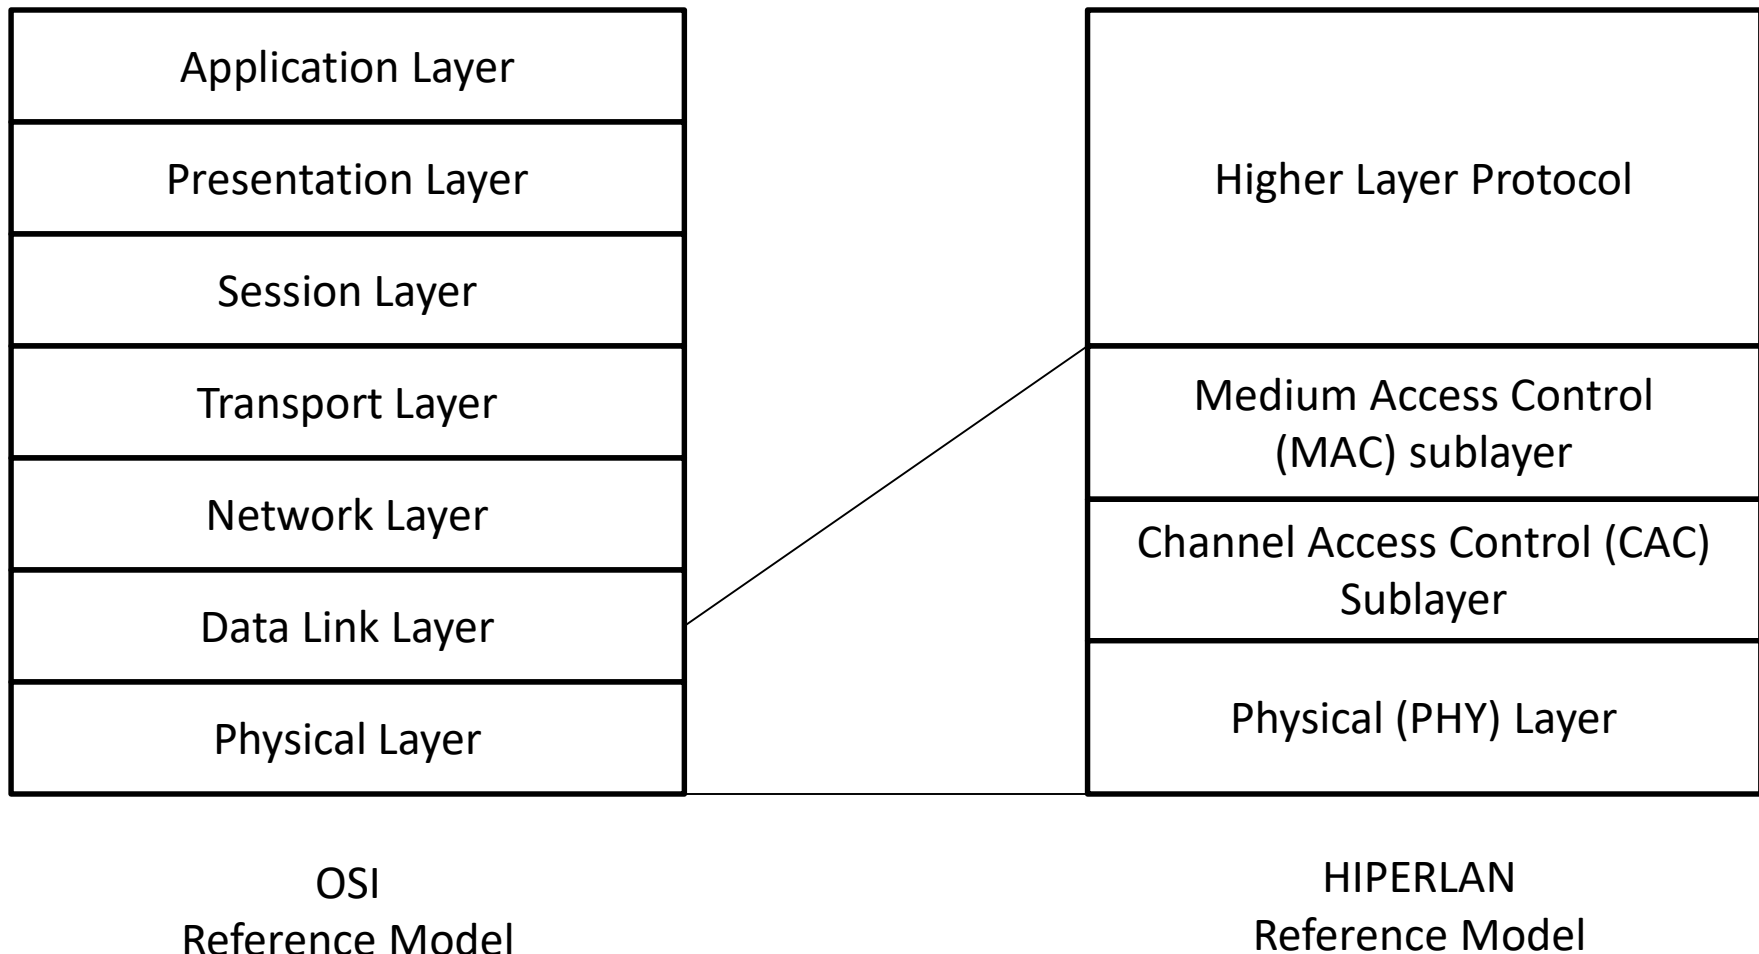 Application Layer
Presentation Layer
Session Layer
Transport Layer
Network Layer
Data Link Layer
Physical Layer
OSI
Reference Model
Higher Layer Protocol
Medium Access Control
(MAC) sublayer
Channel Access Control (CAC)
Sublayer
Physical (PHY) Layer
HIPERLAN
Reference Model